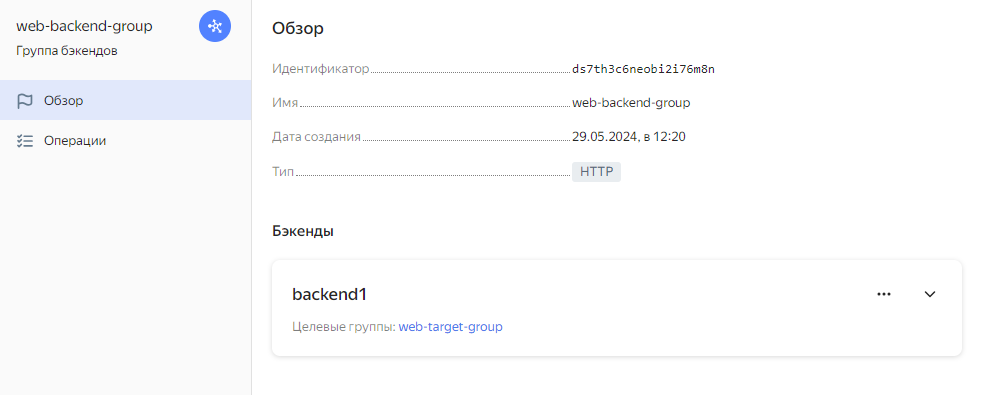 web-backend-group
Группа бэкендов
Обзор
Операции
Обзор
Идентификатор ds7th3c6neobi2i76m8n
Имя web-backend-group
Дата создания 29.05.2024, в 12:20
Тип HTTP
Бэкенды
backend1
Целевые группы: web-target-group